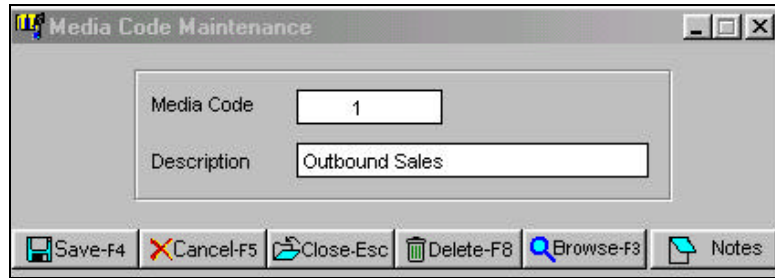 Media Code Maintenance
Media Code 1
Description Outbound Sales
Save-F4 Cancel-F5 Close-Esc Delete-F8 Browse-F3 Notes